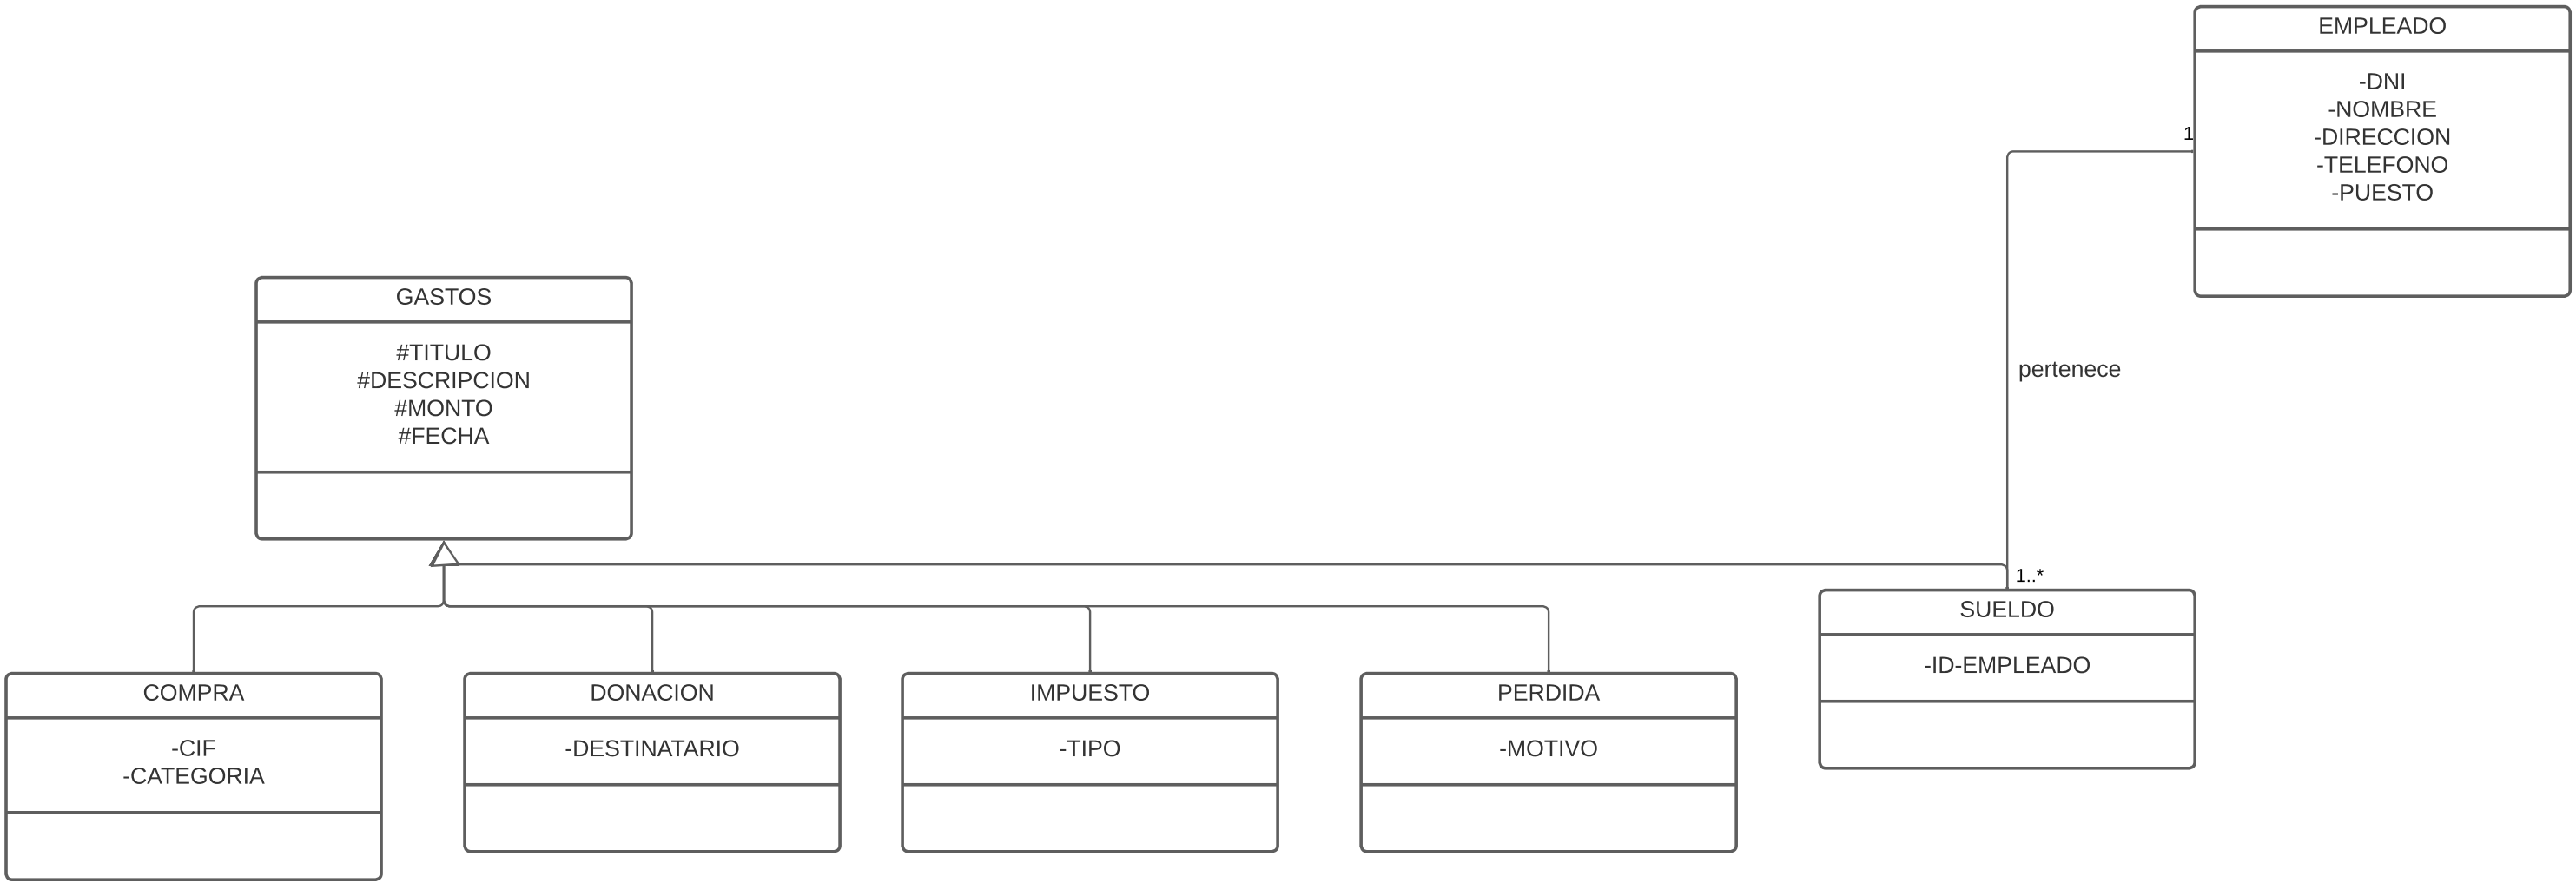 EMPLEADO
-DNI
-NOMBRE
-DIRECCION
-TELEFONO
-PUESTO
1
pertenece
1..*
GASTOS
#TITULO
#DESCRIPCION
#MONTO
#FECHA
COMPRA
-CIF
-CATEGORIA
DONACION
-DESTINATARIO
IMPUESTO
-TIPO
PERDIDA
-MOTIVO
SUELDO
-ID-EMPLEADO